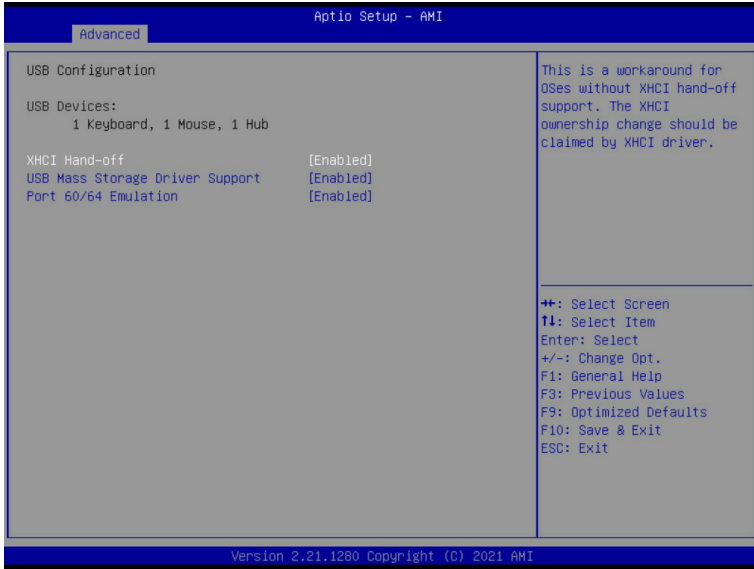 Aptio Setup - AMI
Advanced
USB Configuration
USB Devices:
1 Keyboard, 1 Mouse, 1 Hub
XHCI Hand-off [Enabled]
USB Mass Storage Driver Support [Enabled]
Port 60/64 Emulation [Enabled]
This is a workaround for
OSes without XHCI hand-off
support. The XHCI
ownership change should be
claimed by XHCI driver.
→←: Select Screen
↑↓: Select Item
Enter: Select
+/-: Change Opt.
F1: General Help
F3: Previous Values
F9: Optimized Defaults
F10: Save & Exit
ESC: Exit
Version 2.21.1280 Copyright (C) 2021 AMI